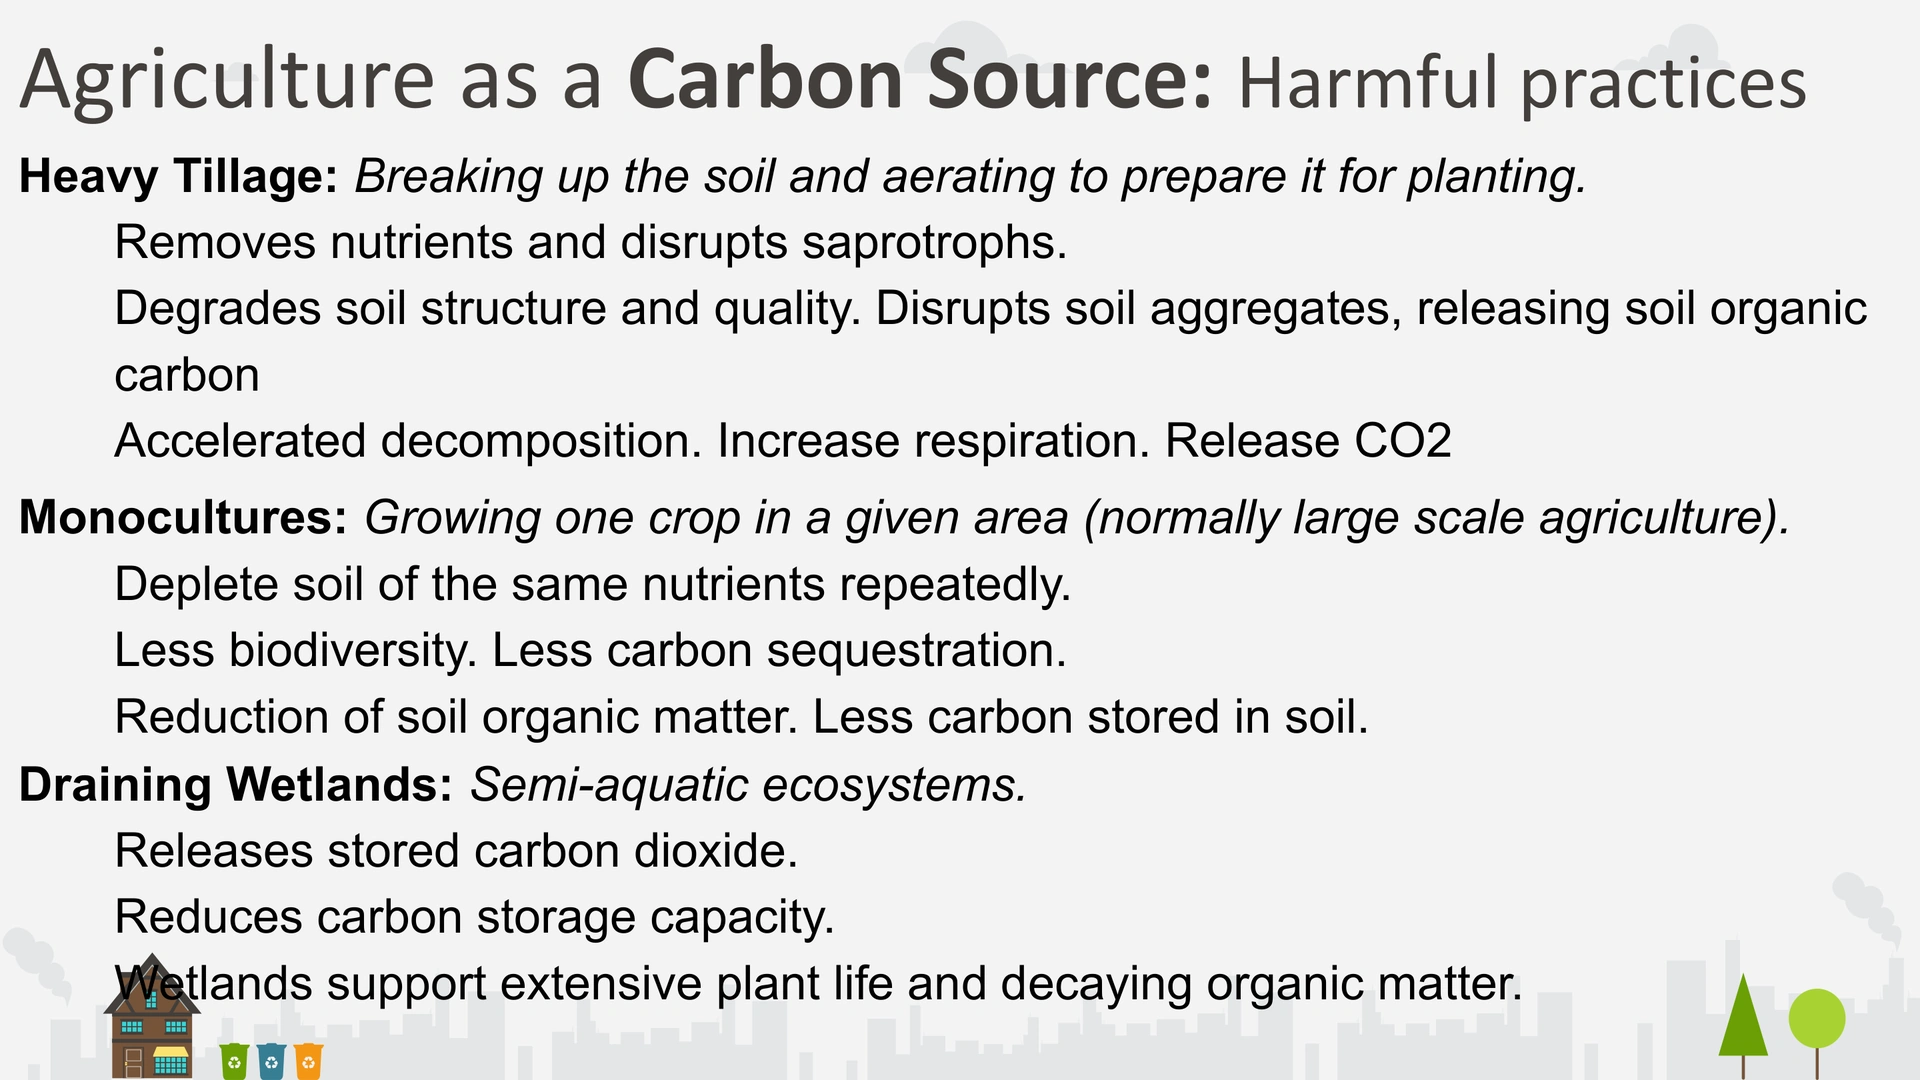 Agriculture as a Carbon Source: Harmful practices
Heavy Tillage: Breaking up the soil and aerating to prepare it for planting.
Removes nutrients and disrupts saprotrophs.
Degrades soil structure and quality. Disrupts soil aggregates, releasing soil organic
carbon
Accelerated decomposition. Increase respiration. Release CO2
Monocultures: Growing one crop in a given area (normally large scale agriculture).
Deplete soil of the same nutrients repeatedly.
Less biodiversity. Less carbon sequestration.
Reduction of soil organic matter. Less carbon stored in soil.
Draining Wetlands: Semi-aquatic ecosystems.
Releases stored carbon dioxide.
Reduces carbon storage capacity.
Wetlands support extensive plant life and decaying organic matter.